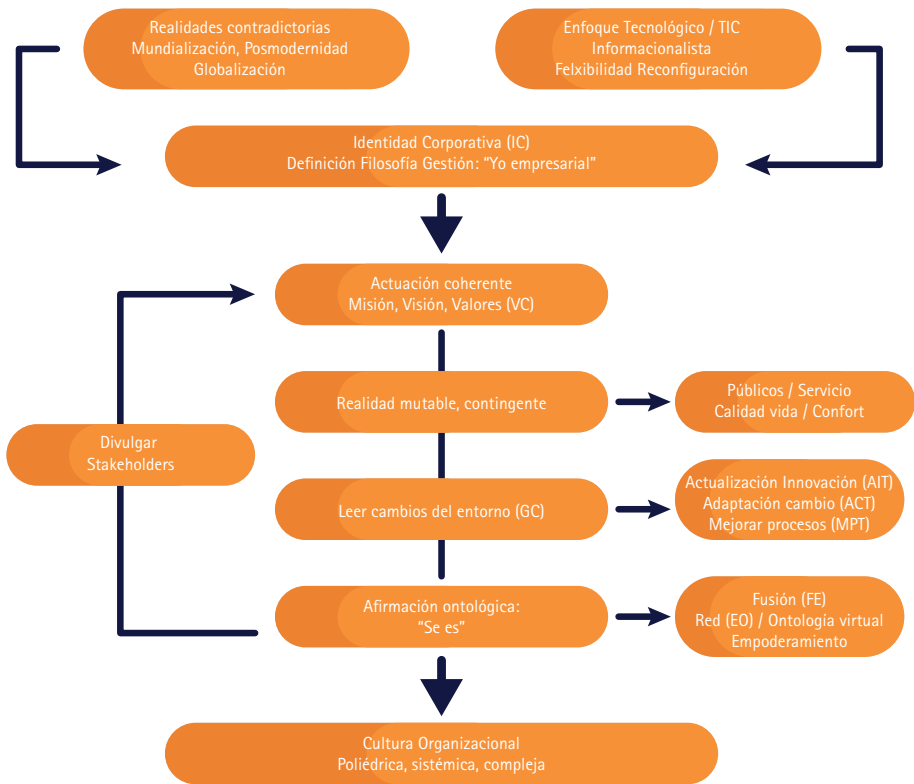 Realidades contradictorias
Mundialización, Posmodernidad
Globalización
Enfoque Tecnológico / TIC
Informacionalista
Felxibilidad Reconfiguración
Identidad Corporativa (IC)
Definición Filosofía Gestión: "Yo empresarial"
Actuación coherente
Misión, Visión, Valores (VC)
Realidad mutable, contingente
Públicos / Servicio
Calidad vida / Confort
Divulgar
Stakeholders
Leer cambios del entorno (GC)
Actualización Innovación (AIT)
Adaptación cambio (ACT)
Mejorar procesos (MPT)
Afirmación ontológica:
"Se es"
Fusión (FE)
Red (EO) / Ontología virtual
Empoderamiento
Cultura Organizacional
Poliédrica, sistémica, compleja